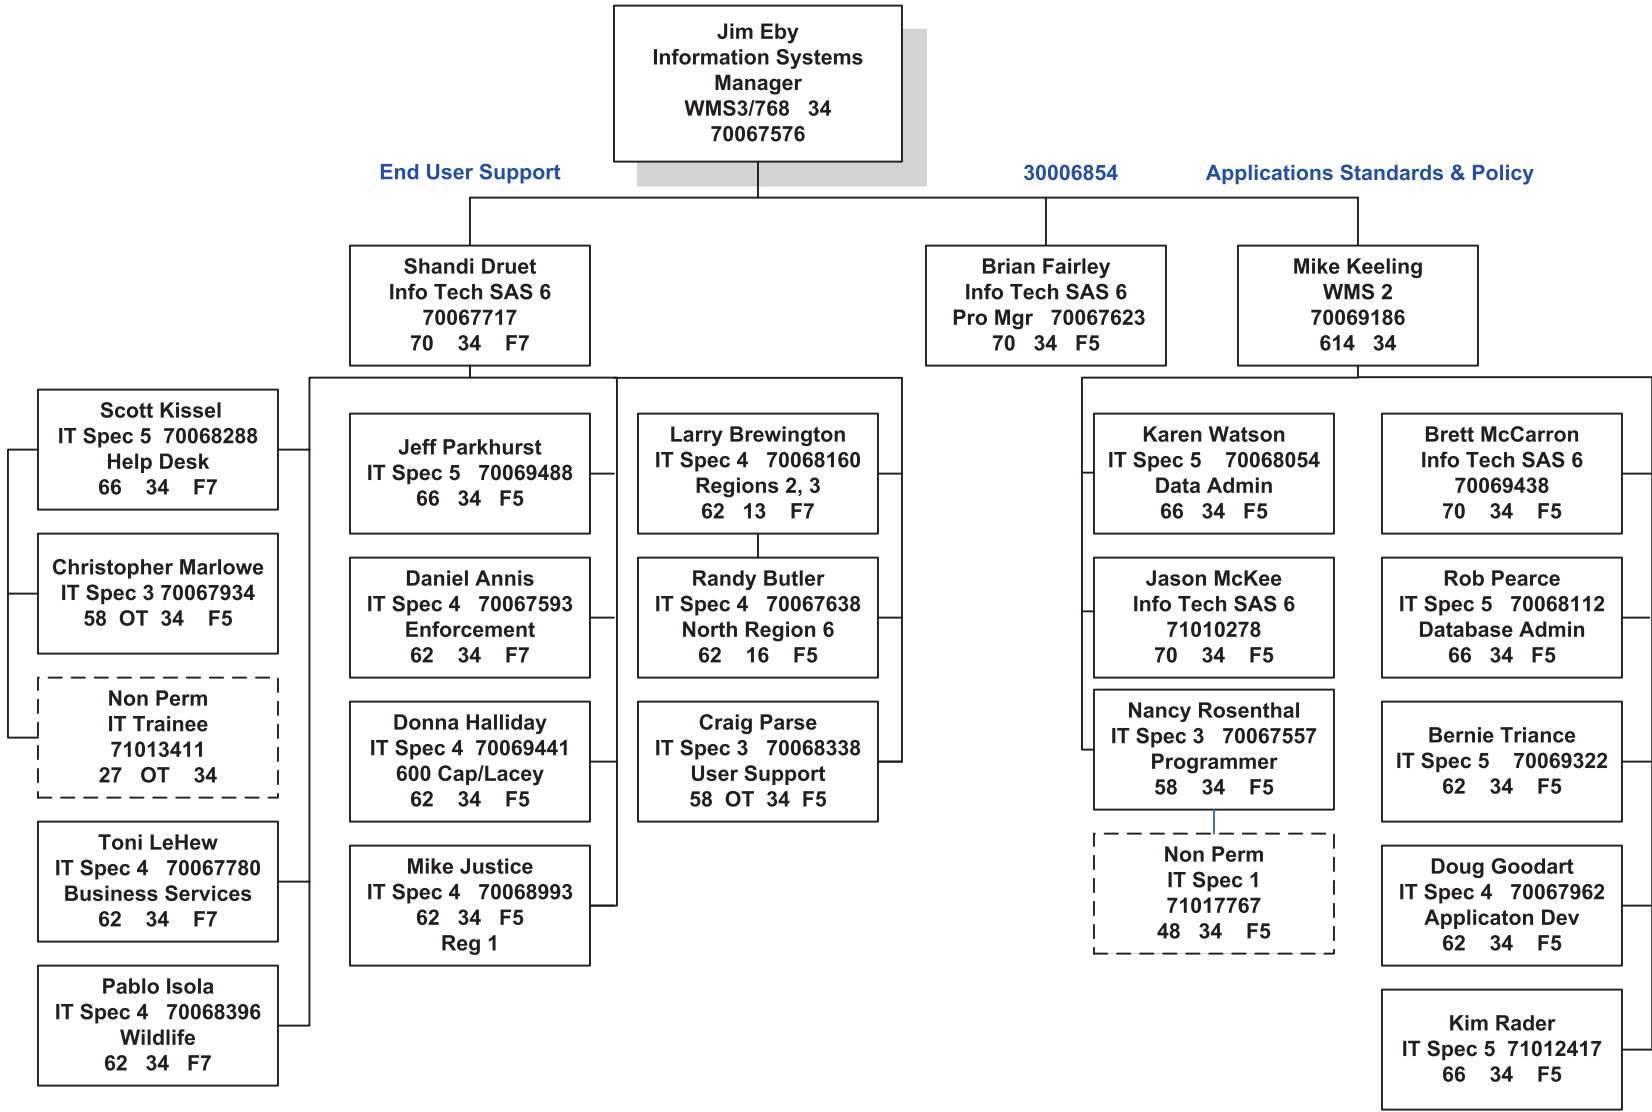 Jim Eby
Information Systems
Manager
WMS3/768 34
70067576
End User Support
30006854
Applications Standards & Policy
Shandi Druet
Info Tech SAS 6
70067717
70 34 F7
Brian Fairley
Info Tech SAS 6
Pro Mgr 70067623
70 34 F5
Mike Keeling
WMS 2
70069186
614 34
Scott Kissel
IT Spec 5 70068288
Help Desk
66 34 F7
Christopher Marlowe
IT Spec 3 70067934
58 OT 34 F5
Non Perm
IT Trainee
71013411
27 OT 34
Toni LeHew
IT Spec 4 70067780
Business Services
62 34 F7
Pablo Isola
IT Spec 4 70068396
Wildlife
62 34 F7
Jeff Parkhurst
IT Spec 5 70069488
66 34 F5
Daniel Annis
IT Spec 4 70067593
Enforcement
62 34 F7
Donna Halliday
IT Spec 4 70069441
600 Cap/Lacey
62 34 F5
Mike Justice
IT Spec 4 70068993
62 34 F5
Reg 1
Larry Brewington
IT Spec 4 70068160
Regions 2, 3
62 13 F7
Randy Butler
IT Spec 4 70067638
North Region 6
62 16 F5
Craig Parse
IT Spec 3 70068338
User Support
58 OT 34 F5
Karen Watson
IT Spec 5 70068054
Data Admin
66 34 F5
Jason McKee
Info Tech SAS 6
71010278
70 34 F5
Nancy Rosenthal
IT Spec 3 70067557
Programmer
58 34 F5
Non Perm
IT Spec 1
71017767
48 34 F5
Brett McCarron
Info Tech SAS 6
70069438
70 34 F5
Rob Pearce
IT Spec 5 70068112
Database Admin
66 34 F5
Bernie Triance
IT Spec 5 70069322
62 34 F5
Doug Goodart
IT Spec 4 70067962
Applicaton Dev
62 34 F5
Kim Rader
IT Spec 5 71012417
66 34 F5